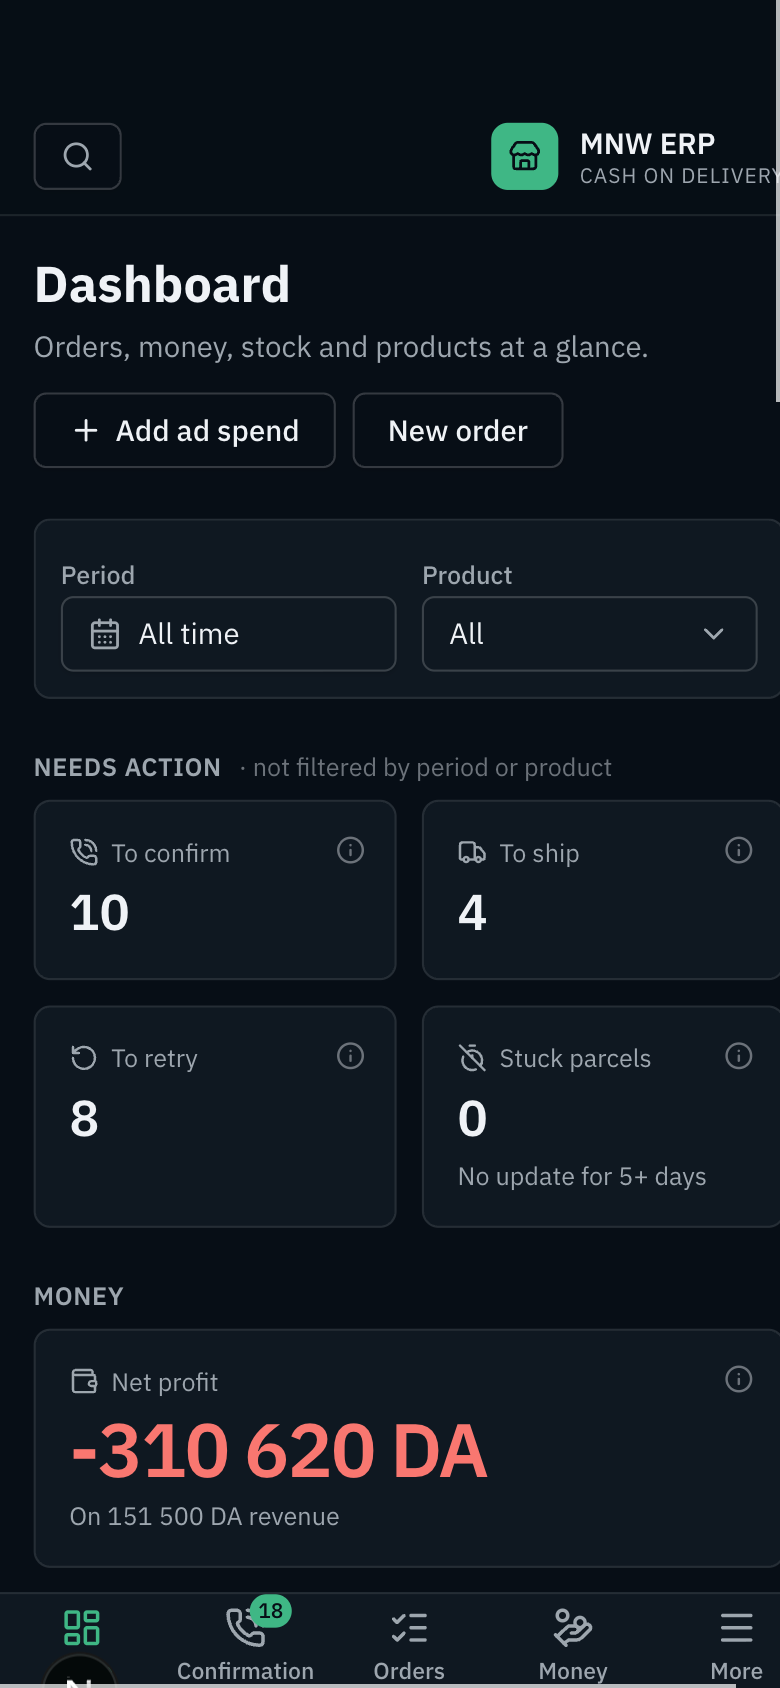 MNW ERP
CASH ON DELIVERY
Dashboard
Orders, money, stock and products at a glance.
Add ad spend
New order
Period
Product
All time
All
NEEDS ACTION · not filtered by period or product
To confirm
To ship
10
4
To retry
Stuck parcels
8
0
No update for 5+ days
MONEY
Net profit
-310 620 DA
On 151 500 DA revenue
18
Confirmation
Orders
Money
More
N